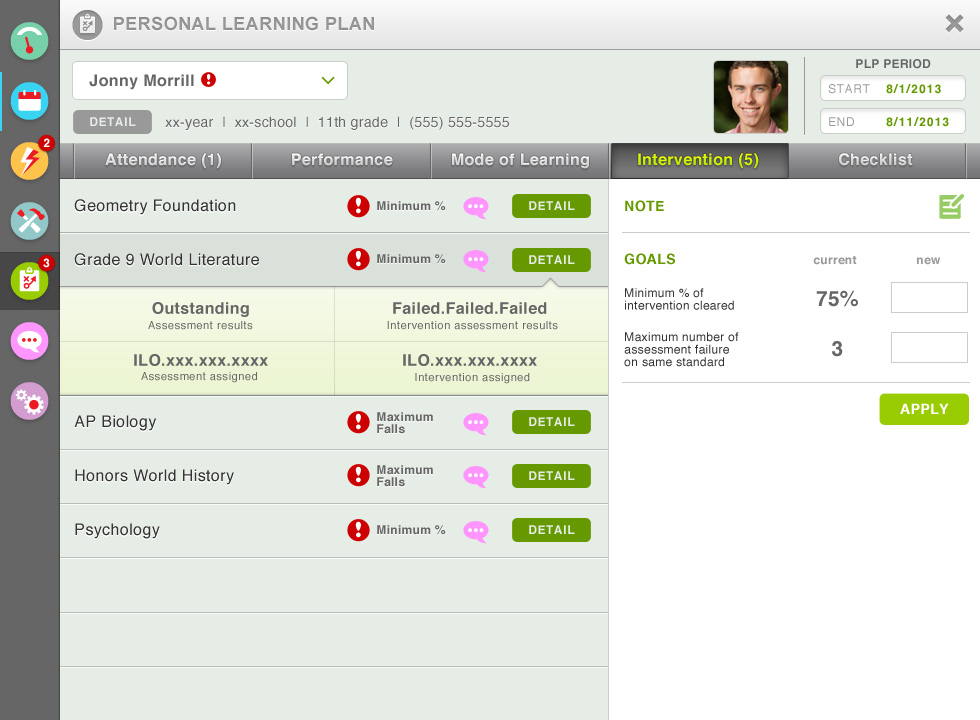 PERSONAL LEARNING PLAN
Jonny Morrill
DETAIL xx-year | xx-school | 11th grade | (555) 555-5555
PLP PERIOD
START 8/1/2013
END 8/11/2013
2
3
Attendance (1) Performance Mode of Learning Intervention (5) Checklist
Geometry Foundation Minimum % DETAIL
Grade 9 World Literature Minimum % DETAIL
Outstanding
Assessment results
Failed.Failed.Failed
Intervention assessment results
ILO.xxx.xxx.xxxx
Assessment assigned
ILO.xxx.xxx.xxxx
Intervention assigned
AP Biology Maximum
Falls DETAIL
Honors World History Maximum
Falls DETAIL
Psychology Minimum % DETAIL
NOTE
GOALS current new
Minimum % of
intervention cleared 75%
Maximum number of
assessment failure
on same standard 3
APPLY